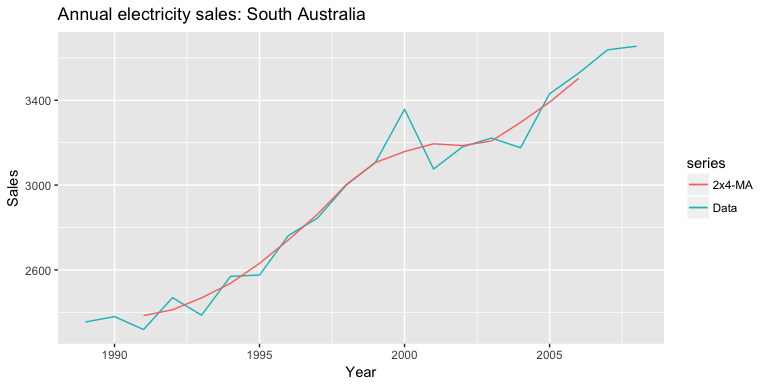 Annual electricity sales: South Australia
Sales
3400
3000
2600
1990
1995
2000
2005
Year
series
2x4-MA
Data